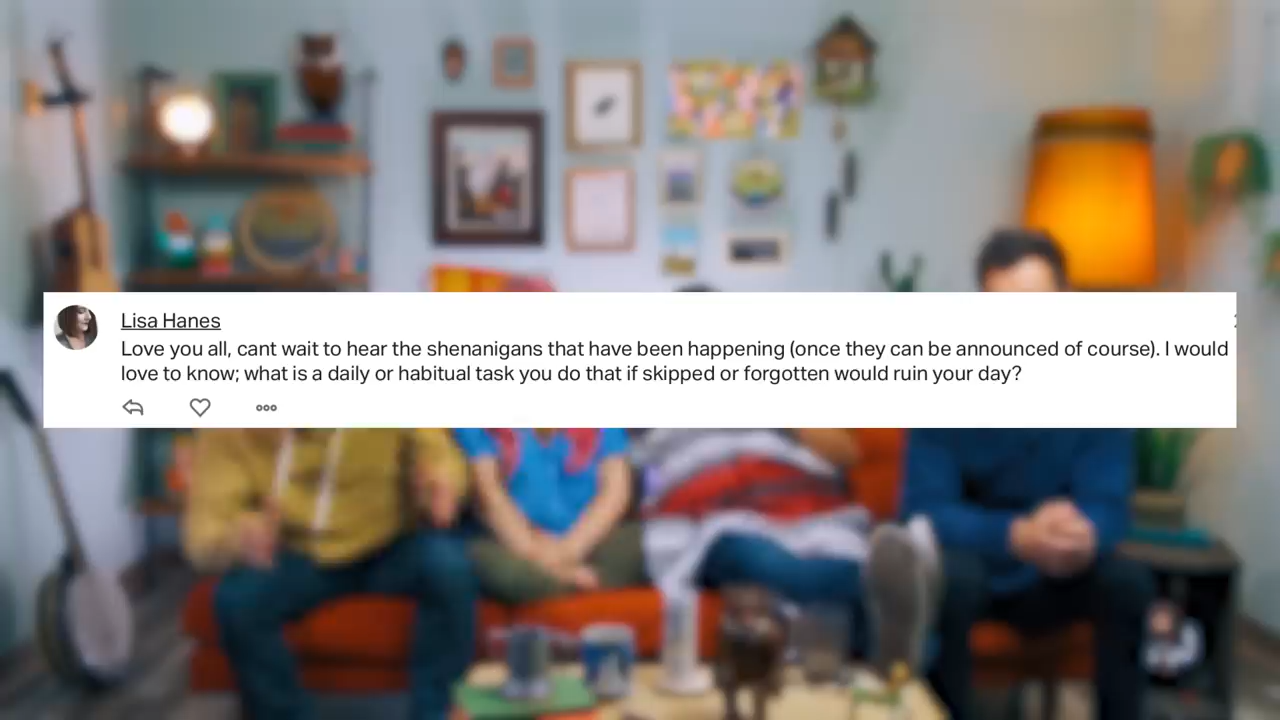 Lisa Hanes
Love you all, cant wait to hear the shenanigans that have been happening (once they can be announced of course). I would
love to know; what is a daily or habitual task you do that if skipped or forgotten would ruin your day?